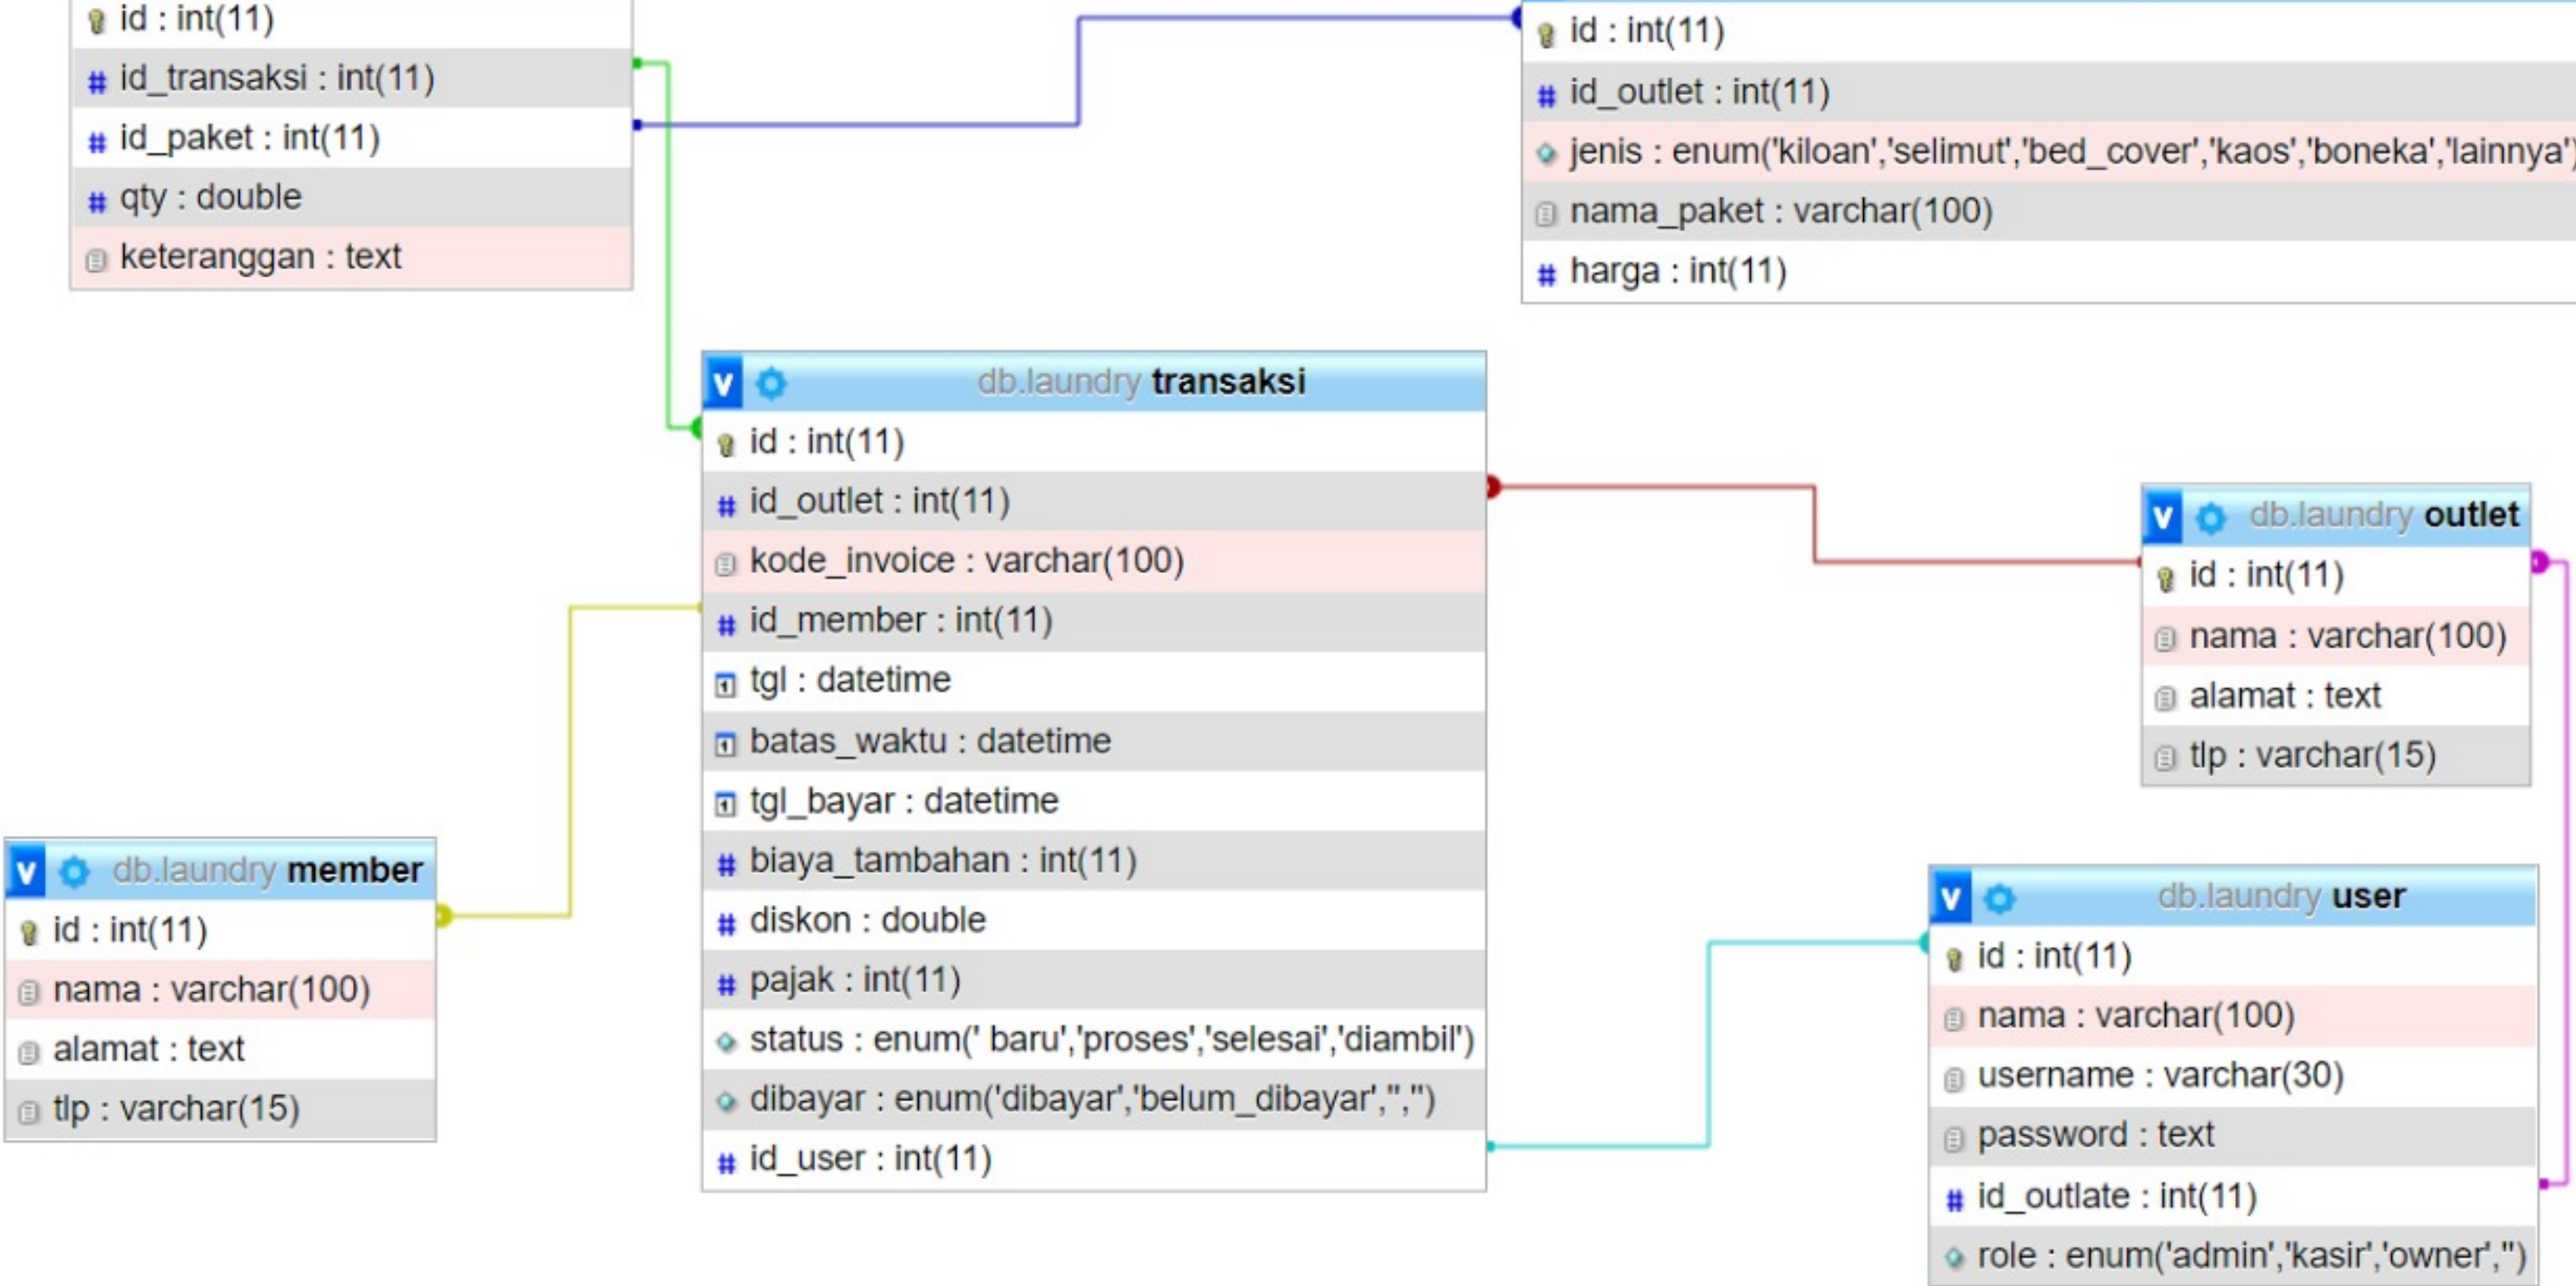 id : int(11)
id_transaksi : int(11)
id_paket : int(11)
qty : double
keteranggan : text
id : int(11)
id_outlet : int(11)
jenis : enum('kiloan','selimut','bed_cover','kaos','boneka','lainnya')
nama_paket : varchar(100)
harga : int(11)
v db.laundry transaksi
id : int(11)
id_outlet : int(11)
kode_invoice : varchar(100)
id_member : int(11)
tgl : datetime
batas_waktu : datetime
tgl_bayar : datetime
biaya_tambahan : int(11)
diskon : double
pajak : int(11)
status : enum(' baru','proses','selesai','diambil')
dibayar : enum('dibayar','belum_dibayar','','')
id_user : int(11)
v db.laundry outlet
id : int(11)
nama : varchar(100)
alamat : text
tlp : varchar(15)
v db.laundry member
id : int(11)
nama : varchar(100)
alamat : text
tlp : varchar(15)
v db.laundry user
id : int(11)
nama : varchar(100)
username : varchar(30)
password : text
id_outlate : int(11)
role : enum('admin','kasir','owner','')